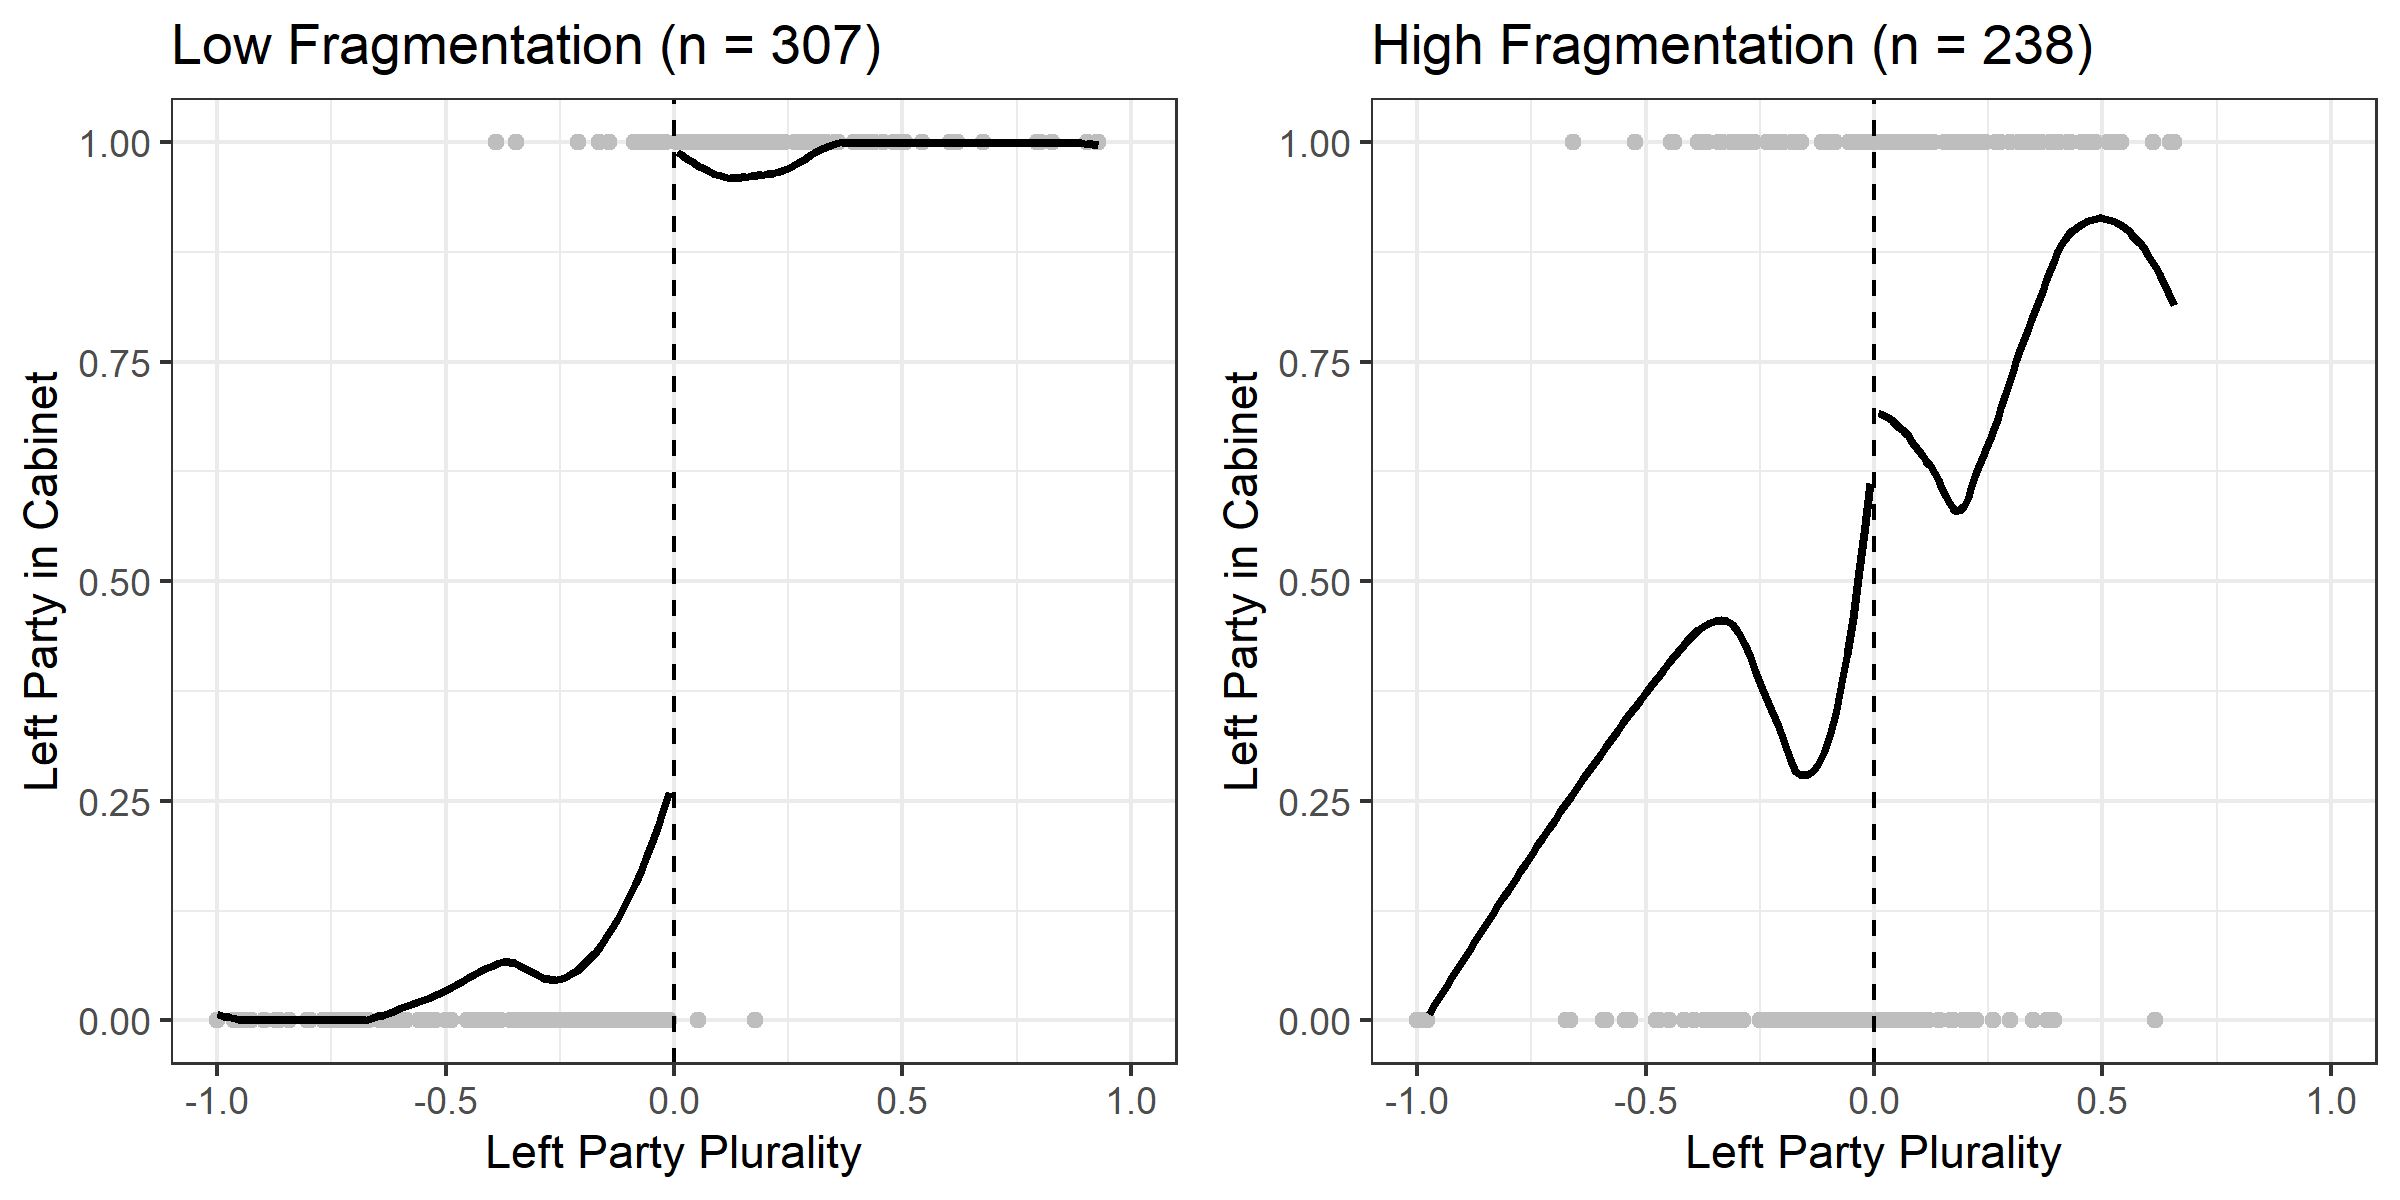 Low Fragmentation (n = 307)
Left Party in Cabinet
1.00
0.75
0.50
0.25
0.00
-1.0 -0.5 0.0 0.5 1.0
Left Party Plurality
High Fragmentation (n = 238)
Left Party in Cabinet
1.00
0.75
0.50
0.25
0.00
-1.0 -0.5 0.0 0.5 1.0
Left Party Plurality